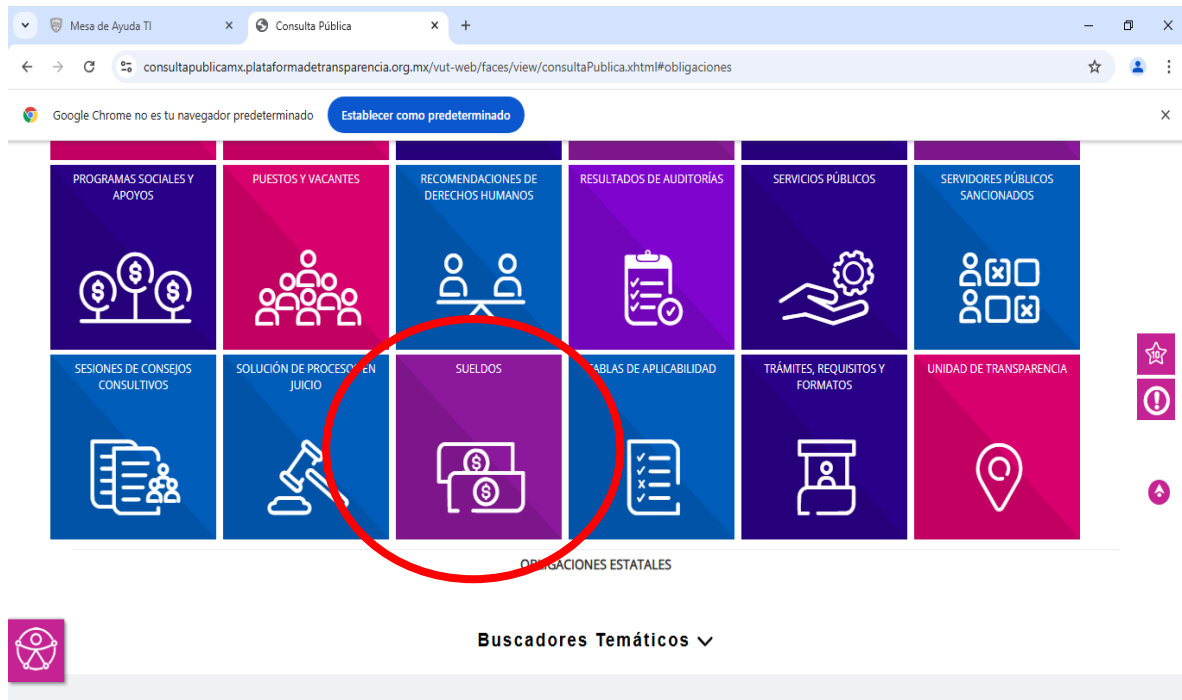 Mesa de Ayuda TI
Consulta Pública
consultapublicamx.plataformadetransparencia.org.mx/vut-web/faces/view/consultaPublica.xhtml#obligaciones
Google Chrome no es tu navegador predeterminado
Establecer como predeterminado
PROGRAMAS SOCIALES Y
APOYOS
PUESTOS Y VACANTES
RECOMENDACIONES DE
DERECHOS HUMANOS
RESULTADOS DE AUDITORÍAS
SERVICIOS PÚBLICOS
SERVIDORES PÚBLICOS
SANCIONADOS
SESIONES DE CONSEJOS
CONSULTIVOS
SOLUCIÓN DE PROCESOS EN
JUICIO
SUELDOS
TABLAS DE APLICABILIDAD
TRÁMITES, REQUISITOS Y
FORMATOS
UNIDAD DE TRANSPARENCIA
10
OBLIGACIONES ESTATALES
Buscadores Temáticos